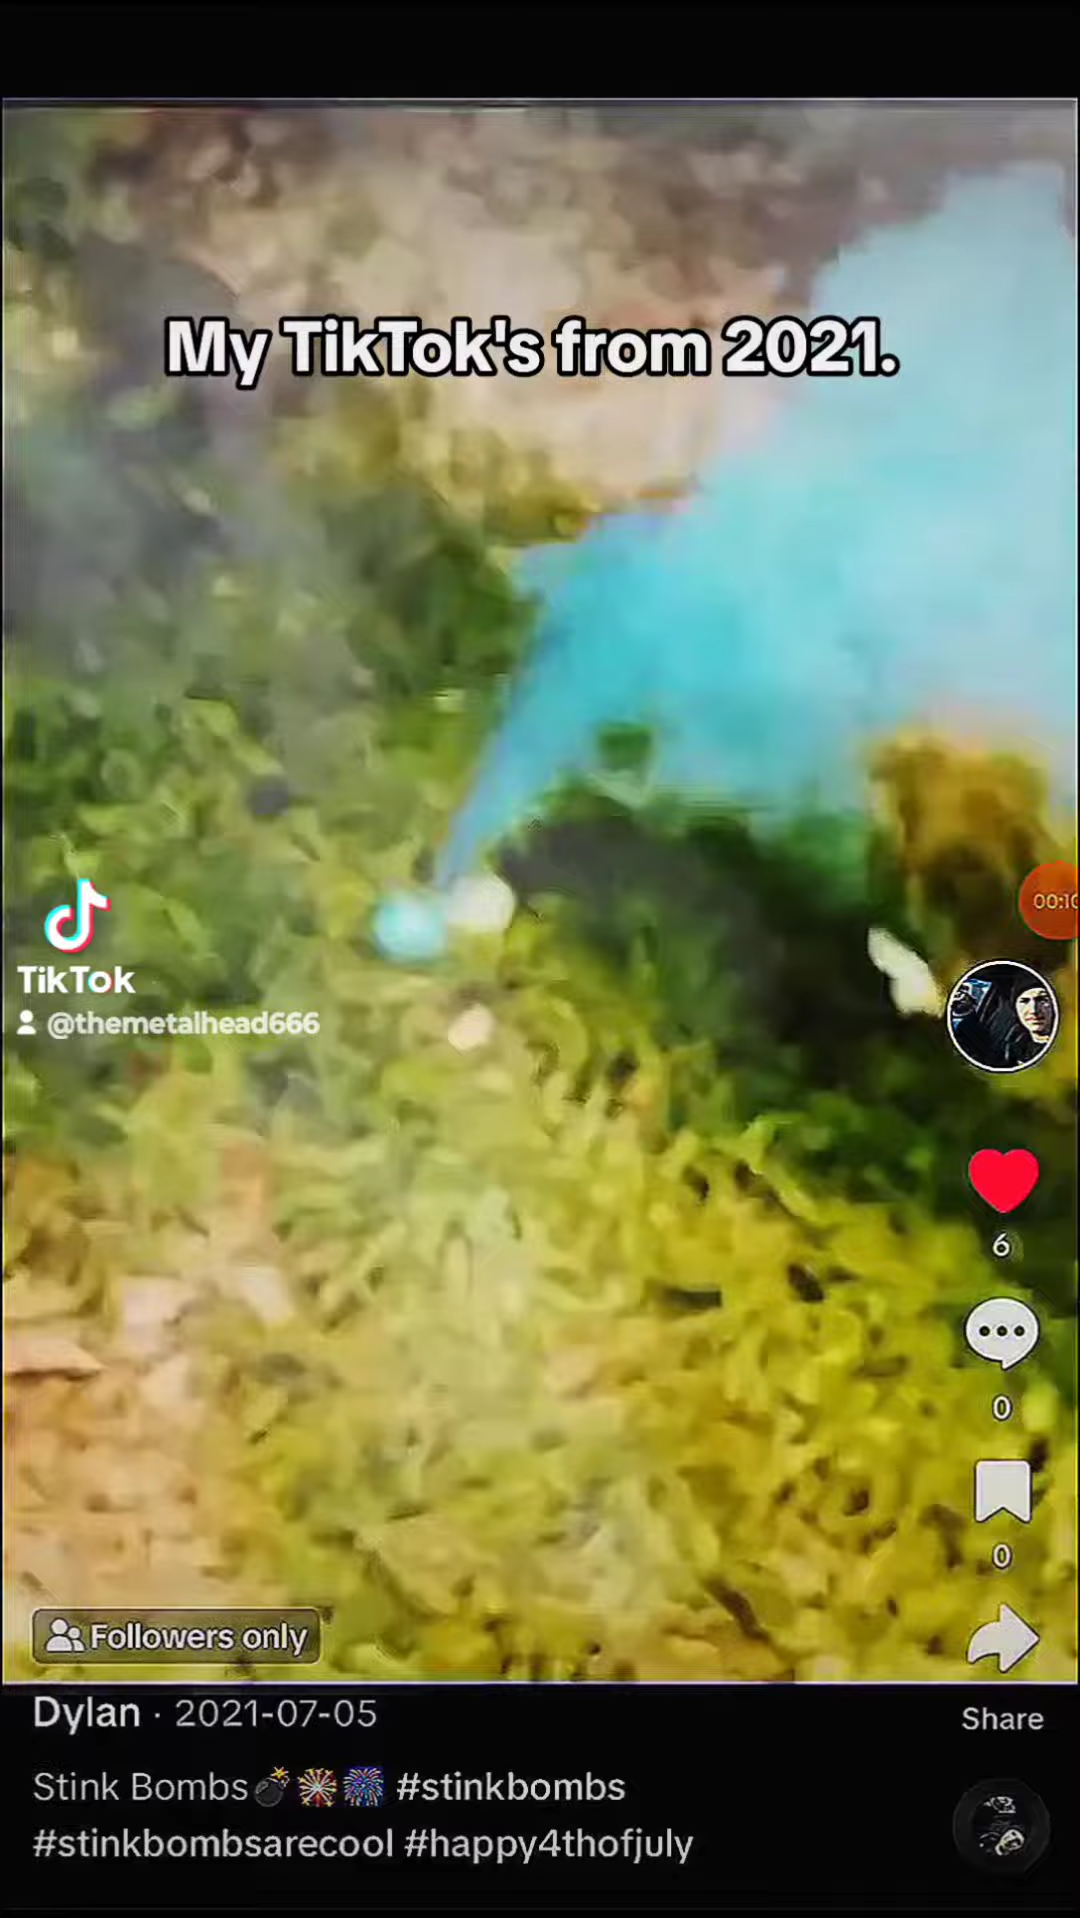 My TikTok's from 2021.
00:10
TikTok
@themetalhead666
6
0
0
Followers only
Dylan · 2021-07-05
Share
Stink Bombs💣🎇🎆 #stinkbombs
#stinkbombsarecool #happy4thofjuly